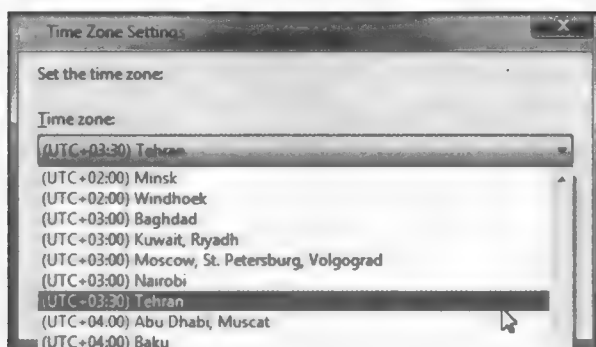 Time Zone Settings
Set the time zone:
Time zone:
(UTC+03:30) Tehran
(UTC+02:00) Minsk
(UTC+02:00) Windhoek
(UTC+03:00) Baghdad
(UTC+03:00) Kuwait, Riyadh
(UTC+03:00) Moscow, St. Petersburg, Volgograd
(UTC+03:00) Nairobi
(UTC+03:30) Tehran
(UTC+04:00) Abu Dhabi, Muscat
(UTC+04:00) Baku